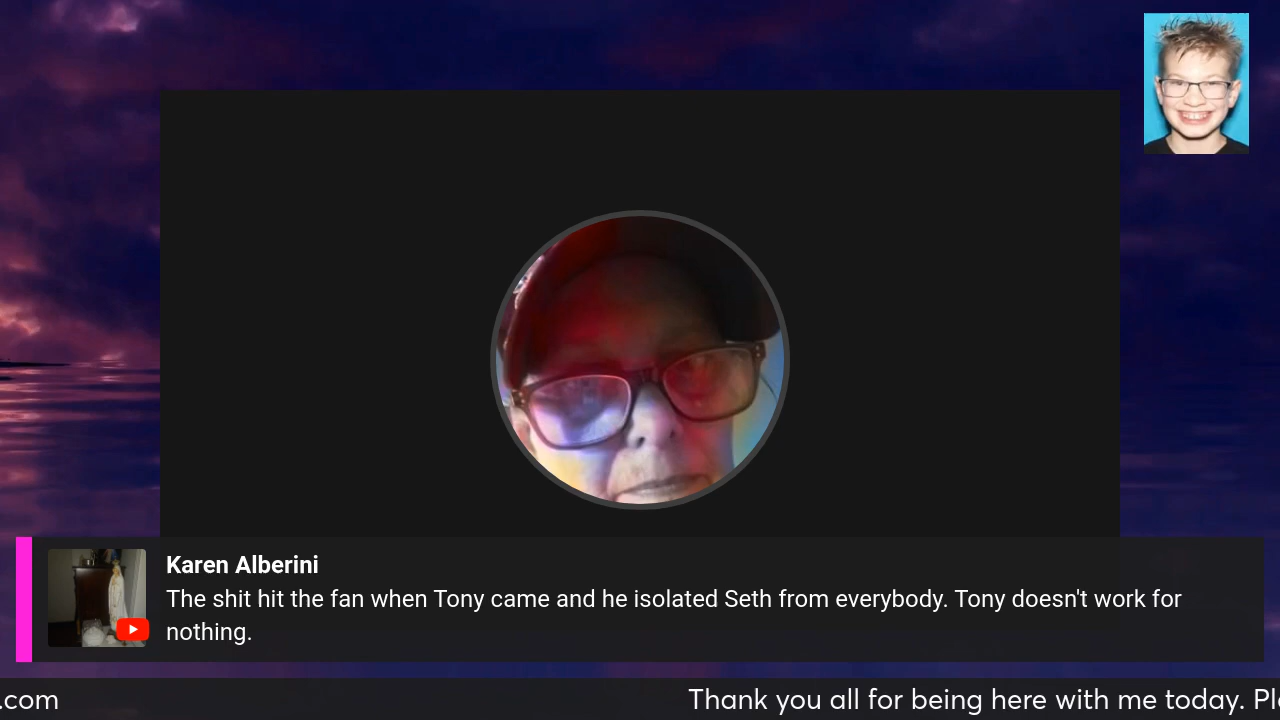 Karen Alberini
The shit hit the fan when Tony came and he isolated Seth from everybody. Tony doesn't work for
nothing.
.com
Thank you all for being here with me today.